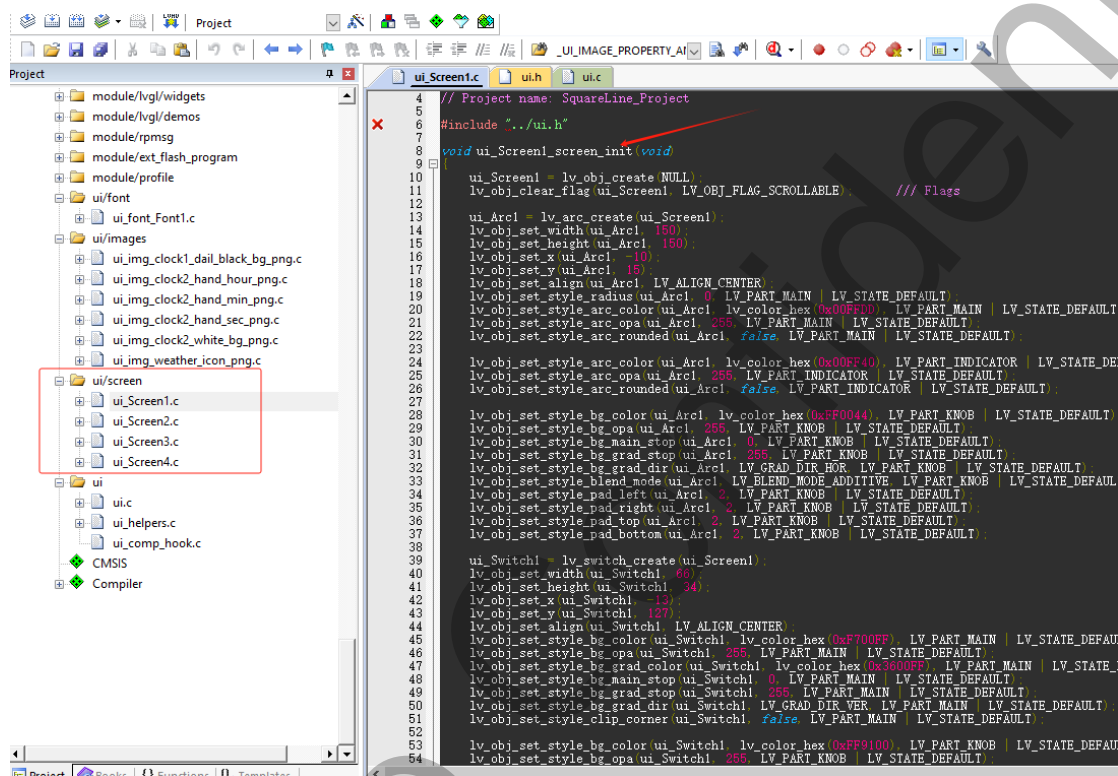 LOAD
Project
_UI_IMAGE_PROPERTY_AI
Project
module/lvgl/widgets
module/lvgl/demos
module/rpmsg
module/ext_flash_program
module/profile
ui/font
ui_font_Font1.c
ui/images
ui_img_clock1_dail_black_bg_png.c
ui_img_clock2_hand_hour_png.c
ui_img_clock2_hand_min_png.c
ui_img_clock2_hand_sec_png.c
ui_img_clock2_white_bg_png.c
ui_img_weather_icon_png.c
ui/screen
ui_Screen1.c
ui_Screen2.c
ui_Screen3.c
ui_Screen4.c
ui
ui.c
ui_helpers.c
ui_comp_hook.c
CMSIS
Compiler
Project Books {} Functions Templates
ui_Screen1.c ui.h ui.c
4 // Project name: SquareLine_Project
5
6 #include "../ui.h"
7
8 void ui_Screen1_screen_init(void)
9 {
10 ui_Screen1 = lv_obj_create(NULL);
11 lv_obj_clear_flag(ui_Screen1, LV_OBJ_FLAG_SCROLLABLE); /// Flags
12
13 ui_Arc1 = lv_arc_create(ui_Screen1);
14 lv_obj_set_width(ui_Arc1, 150);
15 lv_obj_set_height(ui_Arc1, 150);
16 lv_obj_set_x(ui_Arc1, -10);
17 lv_obj_set_y(ui_Arc1, 15);
18 lv_obj_set_align(ui_Arc1, LV_ALIGN_CENTER);
19 lv_obj_set_style_radius(ui_Arc1, 0, LV_PART_MAIN | LV_STATE_DEFAULT);
20 lv_obj_set_style_arc_color(ui_Arc1, lv_color_hex(0x00FFDD), LV_PART_MAIN | LV_STATE_DEFAULT
21 lv_obj_set_style_arc_opa(ui_Arc1, 255, LV_PART_MAIN | LV_STATE_DEFAULT);
22 lv_obj_set_style_arc_rounded(ui_Arc1, false, LV_PART_MAIN | LV_STATE_DEFAULT);
23
24 lv_obj_set_style_arc_color(ui_Arc1, lv_color_hex(0x00FF40), LV_PART_INDICATOR | LV_STATE_DE
25 lv_obj_set_style_arc_opa(ui_Arc1, 255, LV_PART_INDICATOR | LV_STATE_DEFAULT);
26 lv_obj_set_style_arc_rounded(ui_Arc1, false, LV_PART_INDICATOR | LV_STATE_DEFAULT);
27
28 lv_obj_set_style_bg_color(ui_Arc1, lv_color_hex(0xFF0044), LV_PART_KNOB | LV_STATE_DEFAULT)
29 lv_obj_set_style_bg_opa(ui_Arc1, 255, LV_PART_KNOB | LV_STATE_DEFAULT);
30 lv_obj_set_style_bg_main_stop(ui_Arc1, 0, LV_PART_KNOB | LV_STATE_DEFAULT);
31 lv_obj_set_style_bg_grad_stop(ui_Arc1, 255, LV_PART_KNOB | LV_STATE_DEFAULT);
32 lv_obj_set_style_bg_grad_dir(ui_Arc1, LV_GRAD_DIR_HOR, LV_PART_KNOB | LV_STATE_DEFAULT);
33 lv_obj_set_style_blend_mode(ui_Arc1, LV_BLEND_MODE_ADDITIVE, LV_PART_KNOB | LV_STATE_DEFAUL
34 lv_obj_set_style_pad_left(ui_Arc1, 2, LV_PART_KNOB | LV_STATE_DEFAULT);
35 lv_obj_set_style_pad_right(ui_Arc1, 2, LV_PART_KNOB | LV_STATE_DEFAULT);
36 lv_obj_set_style_pad_top(ui_Arc1, 2, LV_PART_KNOB | LV_STATE_DEFAULT);
37 lv_obj_set_style_pad_bottom(ui_Arc1, 2, LV_PART_KNOB | LV_STATE_DEFAULT);
38
39 ui_Switch1 = lv_switch_create(ui_Screen1);
40 lv_obj_set_width(ui_Switch1, 66);
41 lv_obj_set_height(ui_Switch1, 34);
42 lv_obj_set_x(ui_Switch1, -13);
43 lv_obj_set_y(ui_Switch1, 127);
44 lv_obj_set_align(ui_Switch1, LV_ALIGN_CENTER);
45 lv_obj_set_style_bg_color(ui_Switch1, lv_color_hex(0xF700FF), LV_PART_MAIN | LV_STATE_DEFAU
46 lv_obj_set_style_bg_opa(ui_Switch1, 255, LV_PART_MAIN | LV_STATE_DEFAULT);
47 lv_obj_set_style_bg_grad_color(ui_Switch1, lv_color_hex(0x3600FF), LV_PART_MAIN | LV_STATE_
48 lv_obj_set_style_bg_main_stop(ui_Switch1, 0, LV_PART_MAIN | LV_STATE_DEFAULT);
49 lv_obj_set_style_bg_grad_stop(ui_Switch1, 255, LV_PART_MAIN | LV_STATE_DEFAULT);
50 lv_obj_set_style_bg_grad_dir(ui_Switch1, LV_GRAD_DIR_VER, LV_PART_MAIN | LV_STATE_DEFAULT);
51 lv_obj_set_style_clip_corner(ui_Switch1, false, LV_PART_MAIN | LV_STATE_DEFAULT);
52
53 lv_obj_set_style_bg_color(ui_Switch1, lv_color_hex(0xFF9100), LV_PART_KNOB | LV_STATE_DEFAU
54 lv_obj_set_style_bg_opa(ui_Switch1, 255, LV_PART_KNOB | LV_STATE_DEFAULT);